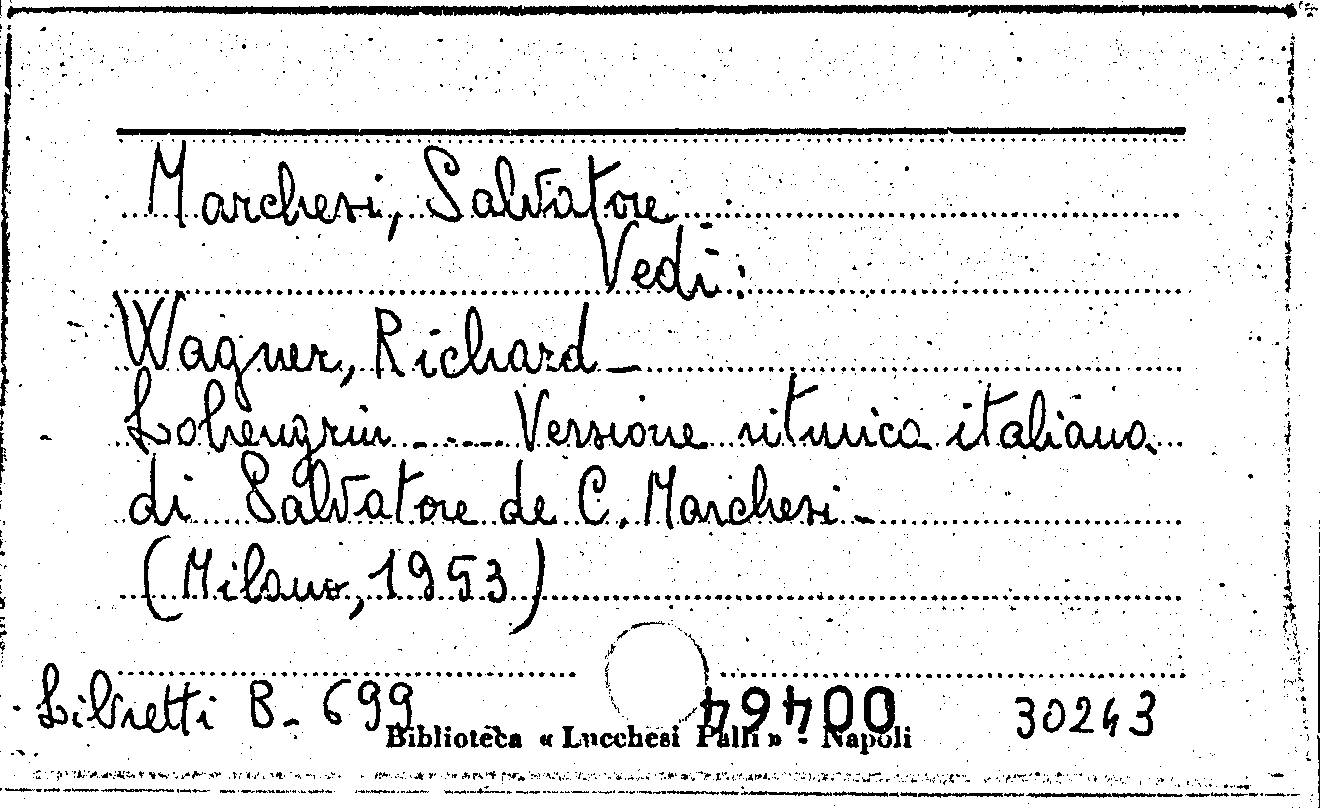 Marchesi, Salvatore
Vedi:
Wagner, Richard -
Lohengrin ----- Versione ritmica italiana
di Salvatore de C. Marchesi -
(Milano, 1953)
Libretti B - 699
00464
30243
Biblioteca « Lucchesi Palli » - Napoli